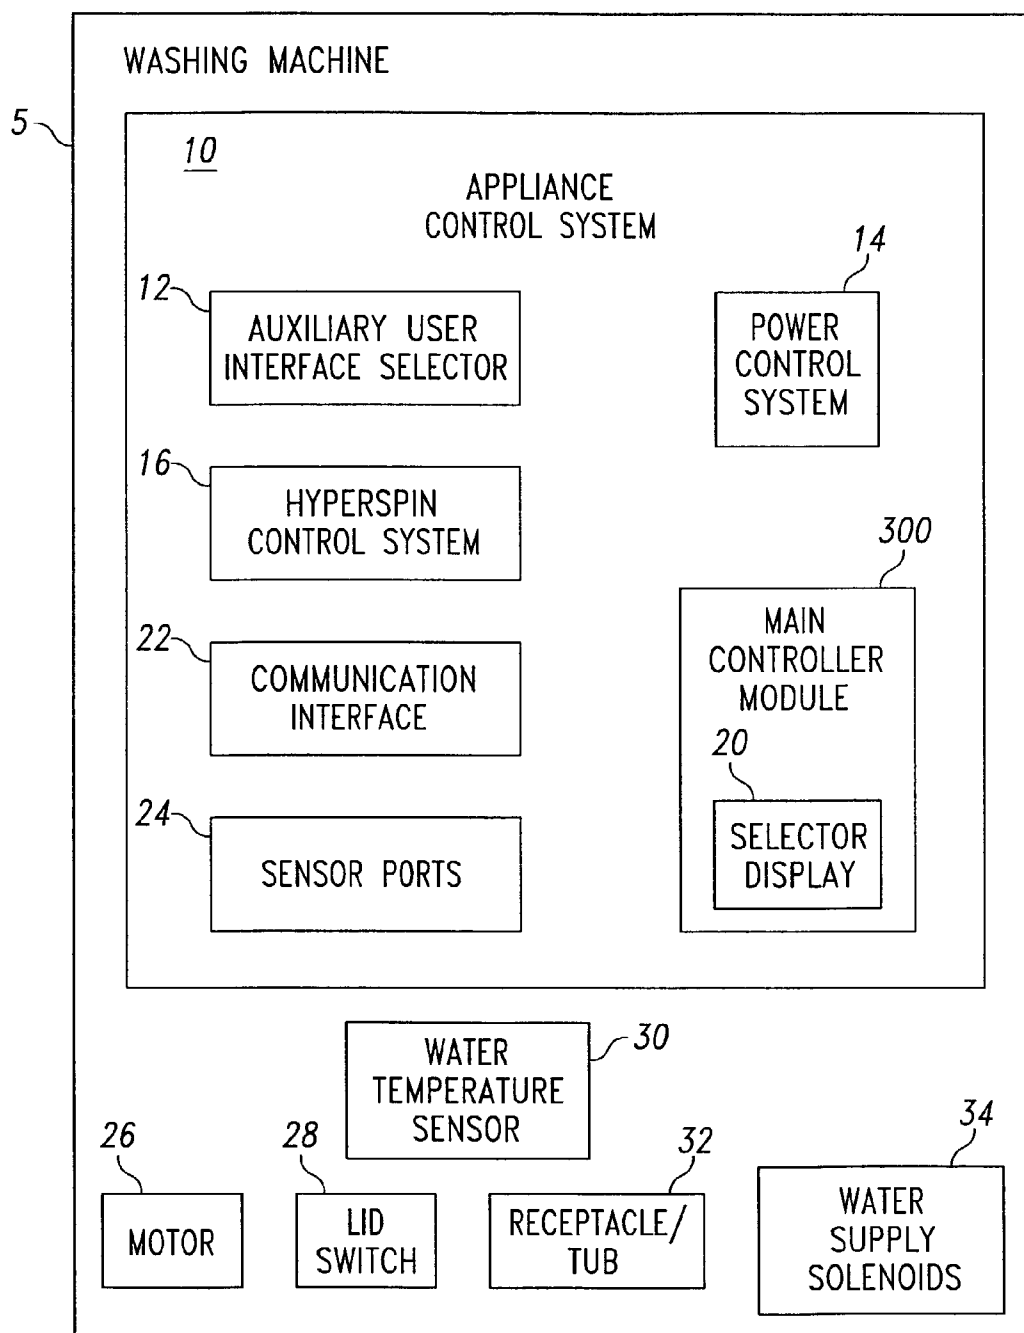 WASHING MACHINE
5
10
APPLIANCE
CONTROL SYSTEM
12
AUXILIARY USER
INTERFACE SELECTOR
14
POWER
CONTROL
SYSTEM
16
HYPERSPIN
CONTROL SYSTEM
300
MAIN
CONTROLLER
MODULE
22
COMMUNICATION
INTERFACE
20
SELECTOR
DISPLAY
24
SENSOR PORTS
30
WATER
TEMPERATURE
SENSOR
26
MOTOR
28
LID
SWITCH
32
RECEPTACLE/
TUB
34
WATER
SUPPLY
SOLENOIDS